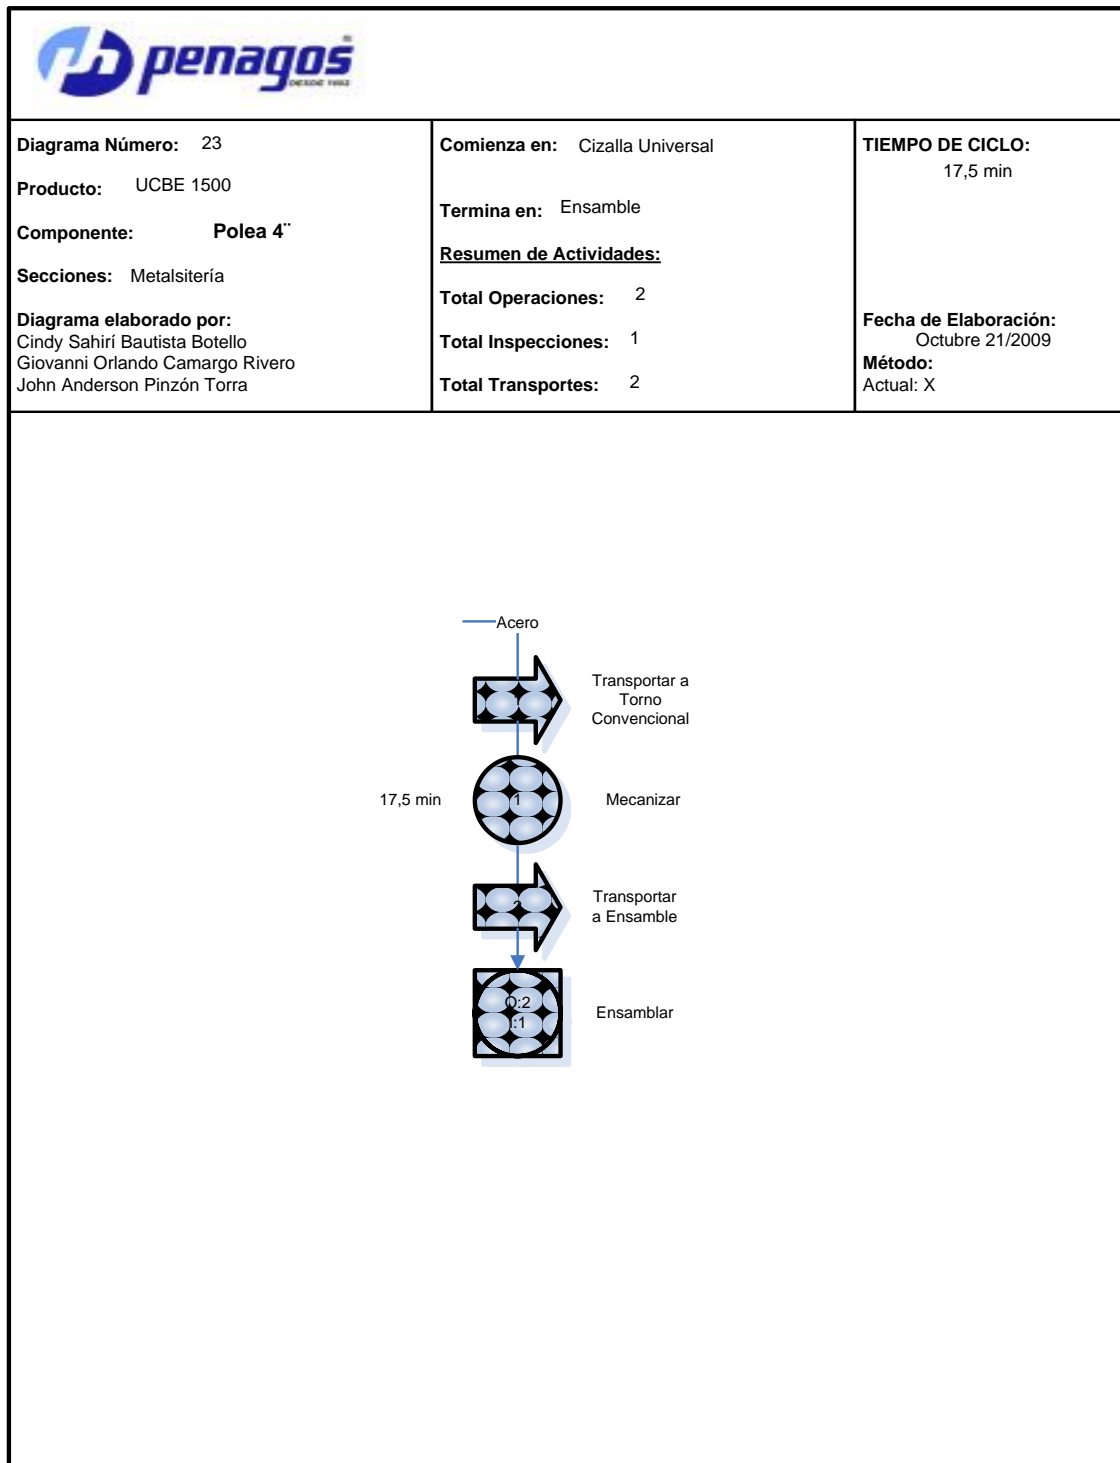 penagos
DESDE 1892
Diagrama Número: 23
Producto: UCBE 1500
Componente: Polea 4¨
Secciones: Metalsitería
Diagrama elaborado por:
Cindy Sahirí Bautista Botello
Giovanni Orlando Camargo Rivero
John Anderson Pinzón Torra
Comienza en: Cizalla Universal
Termina en: Ensamble
Resumen de Actividades:
Total Operaciones: 2
Total Inspecciones: 1
Total Transportes: 2
TIEMPO DE CICLO:
17,5 min
Fecha de Elaboración:
Octubre 21/2009
Método:
Actual: X
Acero
Transportar a
Torno
Convencional
17,5 min
1
Mecanizar
2
Transportar
a Ensamble
O:2
I:1
Ensamblar